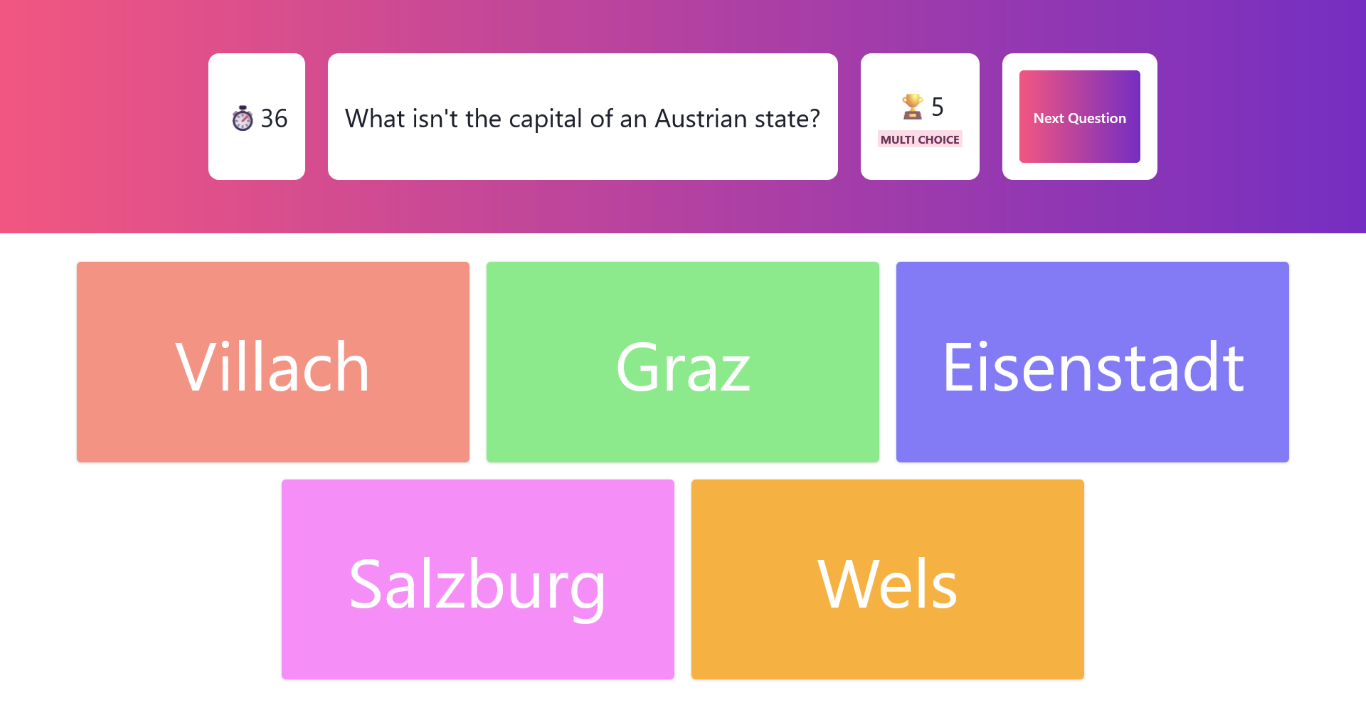 36
What isn't the capital of an Austrian state?
5
MULTI CHOICE
Next Question
Villach
Graz
Eisenstadt
Salzburg
Wels